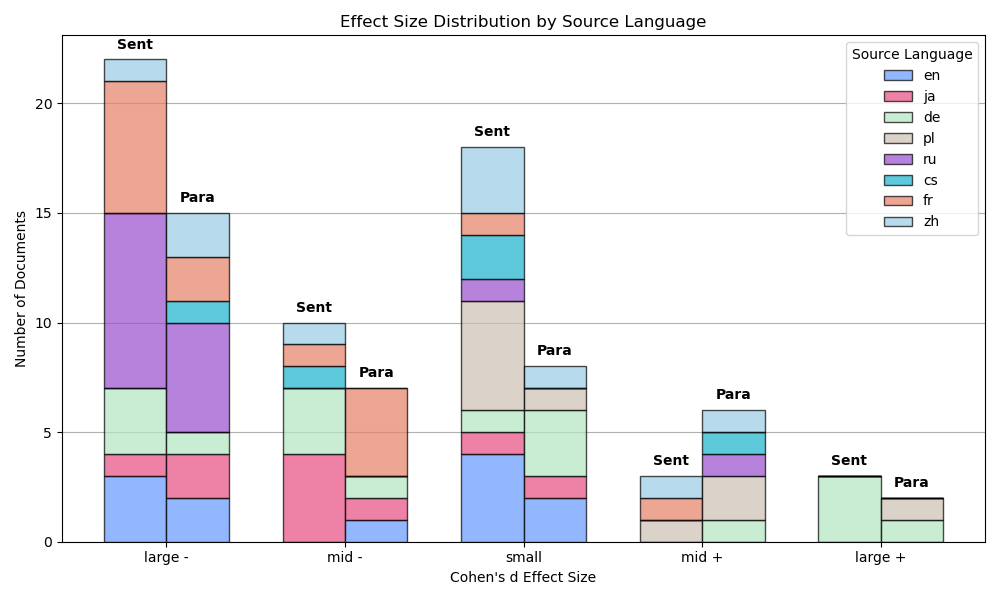 Effect Size Distribution by Source Language
Number of Documents
20
15
10
5
0
Sent
Para
Sent
Para
Sent
Para
Sent
Para
Sent
Para
Source Language
en
ja
de
pl
ru
cs
fr
zh
large -
mid -
small
mid +
large +
Cohen's d Effect Size